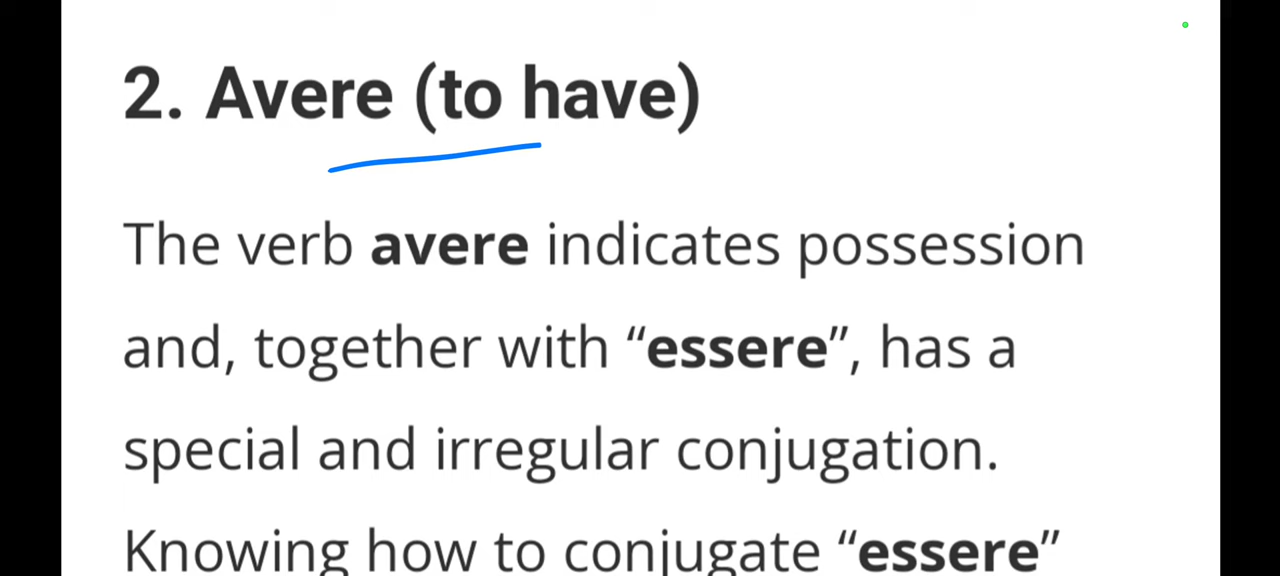 2. Avere (to have)
The verb avere indicates possession
and, together with “essere”, has a
special and irregular conjugation.
Knowing how to conjugate “essere”